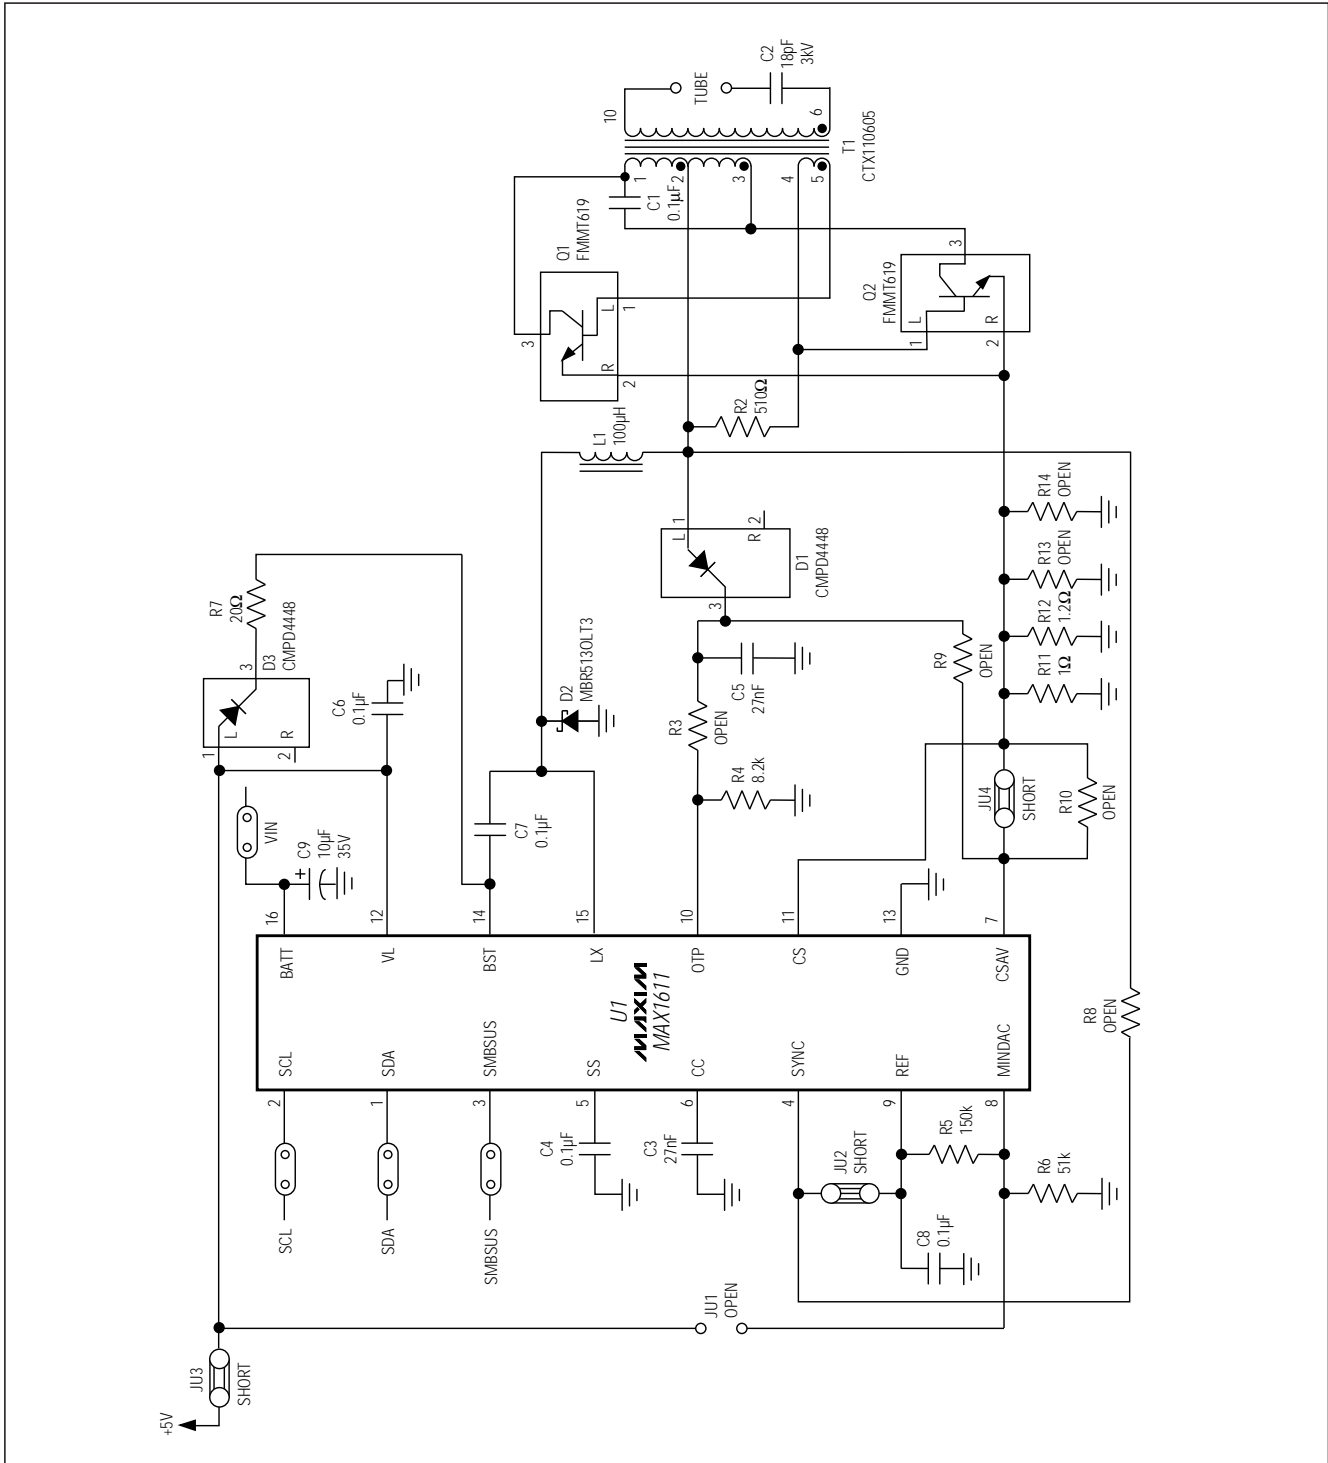 C2
18pF
3kV
TUBE
10
6
T1
CTX110605
1
2
3
4
5
C1
0.1µF
Q1
FMMT619
3
L
1
R
2
Q2
FMMT619
3
L
1
R
2
R2
510Ω
L1
100µH
R7
20Ω
D3
CMPD4448
3
L
1
R
2
C6
0.1µF
D2
MBR5130LT3
D1
CMPD4448
L
1
R
2
3
R14
OPEN
R13
OPEN
R12
1.2Ω
R11
1Ω
R9
OPEN
C5
27nF
R3
OPEN
R4
8.2k
C7
0.1µF
VIN
+
C9
10µF
35V
JU4
SHORT
R10
OPEN
16
12
14
15
10
11
13
7
BATT
VL
BST
LX
OTP
CS
GND
CSAV
U1
MAXIM
MAX1611
SCL
SDA
SMBSUS
SS
CC
SYNC
REF
MINDAC
2
1
3
5
6
4
9
8
R8
OPEN
C4
0.1µF
C3
27nF
JU2
SHORT
R5
150k
R6
51k
C8
0.1µF
SCL
SDA
SMBSUS
JU1
OPEN
JU3
SHORT
+5V